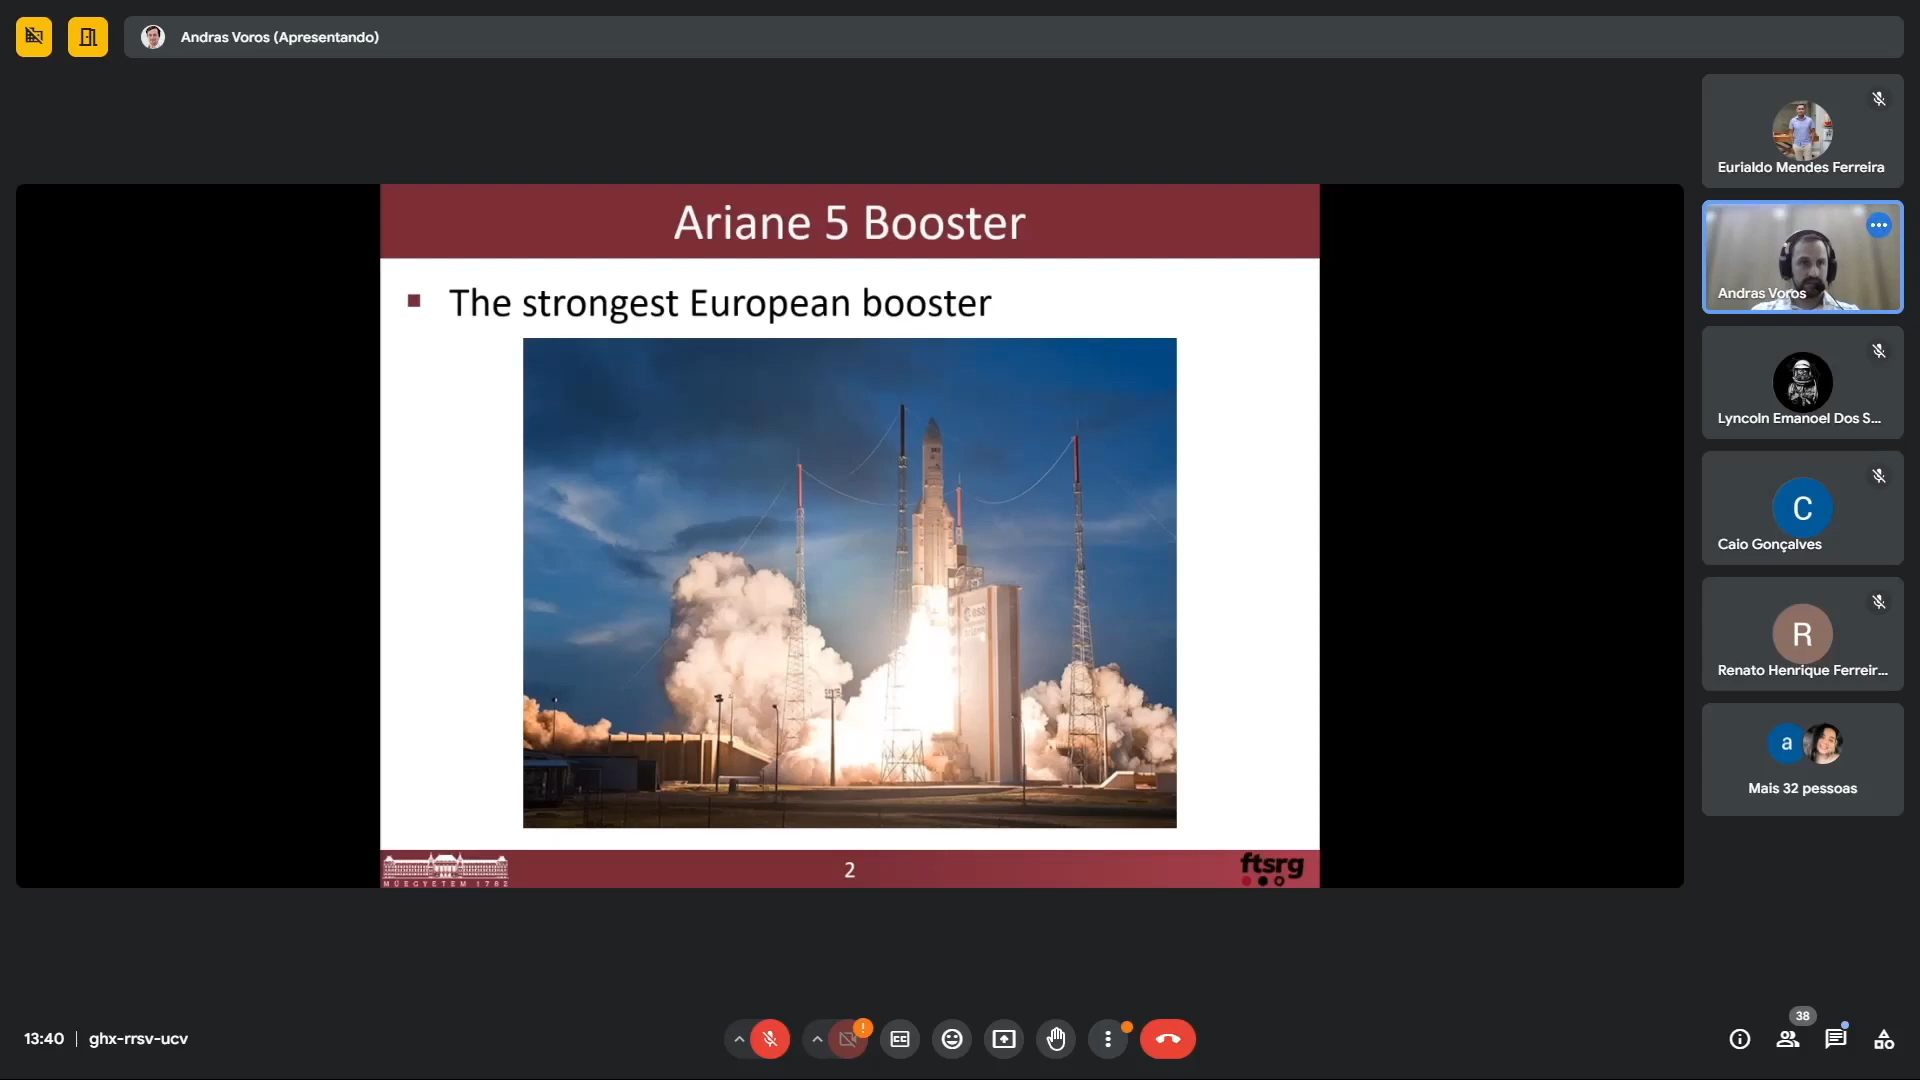 Andras Voros (Apresentando)
Ariane 5 Booster
The strongest European booster
esa
MŰEGYETEM 1782
2
ftsrg
Eurialdo Mendes Ferreira
Andras Voros
Lyncoln Emanoel Dos S...
C
Caio Gonçalves
R
Renato Henrique Ferreir...
a
Mais 32 pessoas
13:40
ghx-rrsv-ucv
38